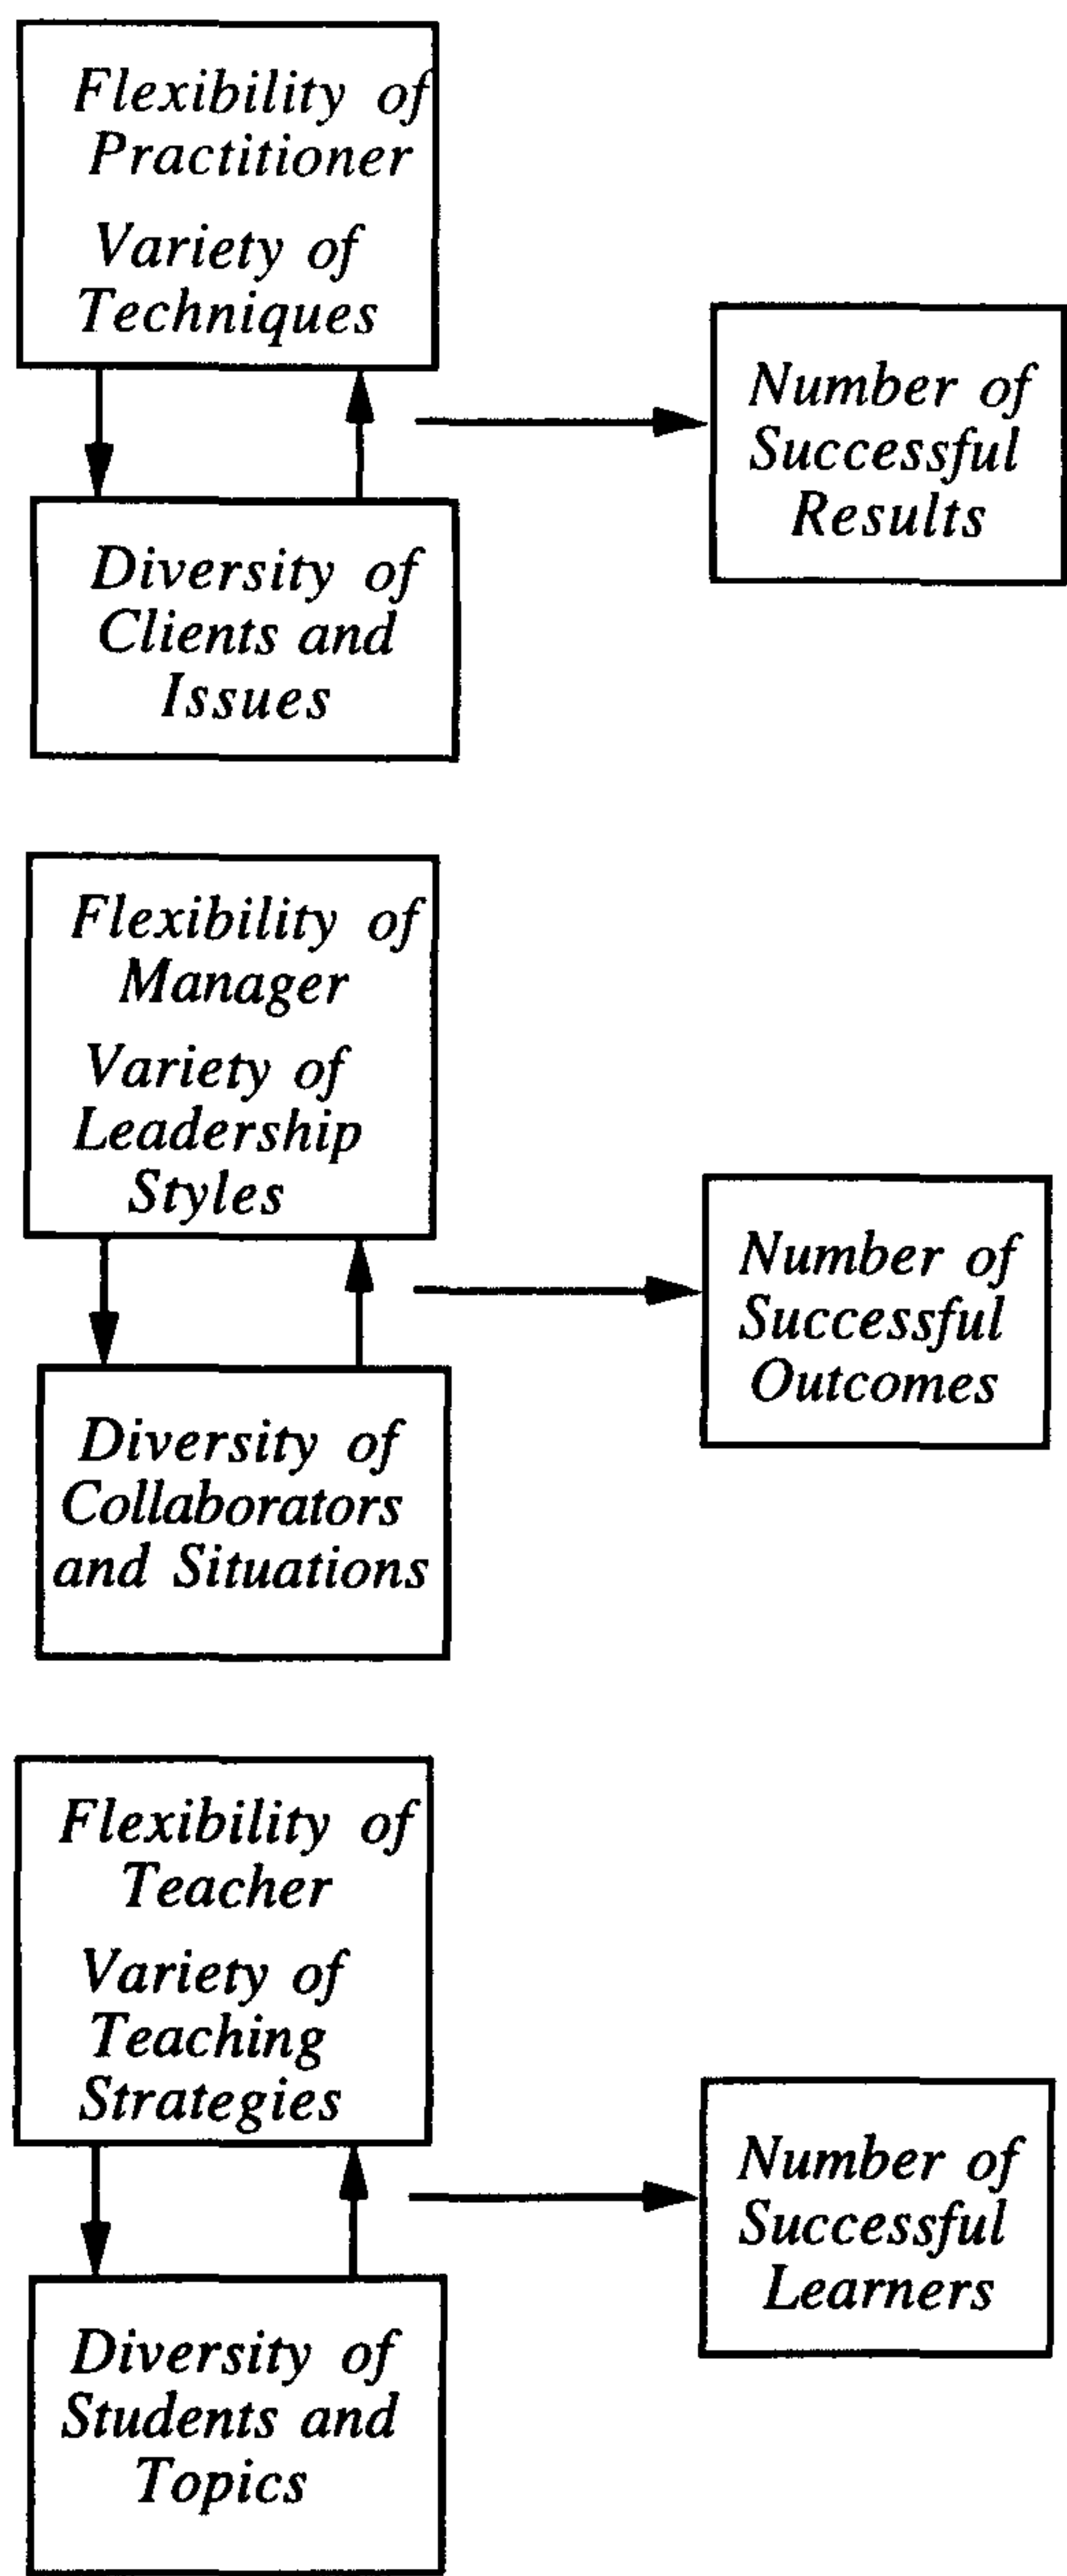 Flexibility of
Practitioner
Variety of
Techniques
Number of
Successful
Results
Diversity of
Clients and
Issues
Flexibility of
Manager
Variety of
Leadership
Styles
Number of
Successful
Outcomes
Diversity of
Collaborators
and Situations
Flexibility of
Teacher
Variety of
Teaching
Strategies
Number of
Successful
Learners
Diversity of
Students and
Topics